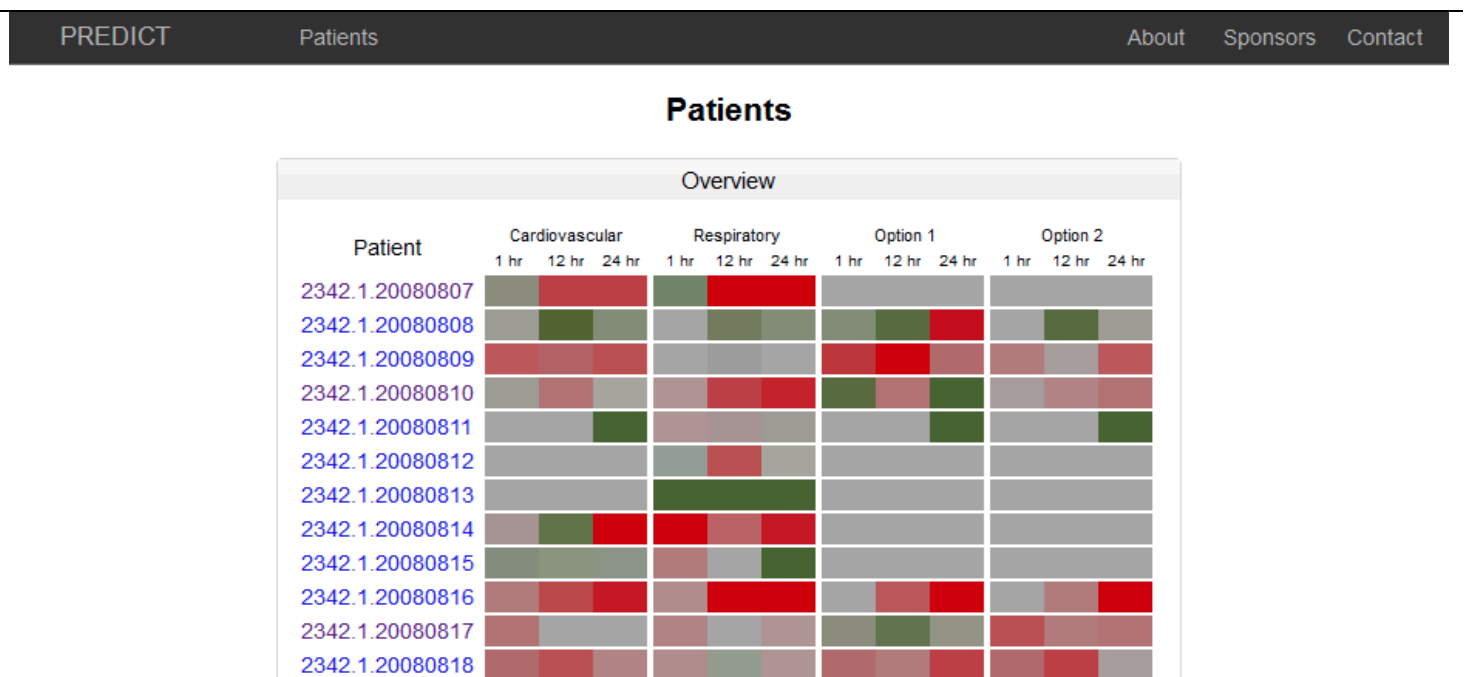 PREDICT Patients About Sponsors Contact
Patients
Overview
Patient Cardiovascular Respiratory Option 1 Option 2
1 hr 12 hr 24 hr 1 hr 12 hr 24 hr 1 hr 12 hr 24 hr 1 hr 12 hr 24 hr
2342.1.20080807
2342.1.20080808
2342.1.20080809
2342.1.20080810
2342.1.20080811
2342.1.20080812
2342.1.20080813
2342.1.20080814
2342.1.20080815
2342.1.20080816
2342.1.20080817
2342.1.20080818